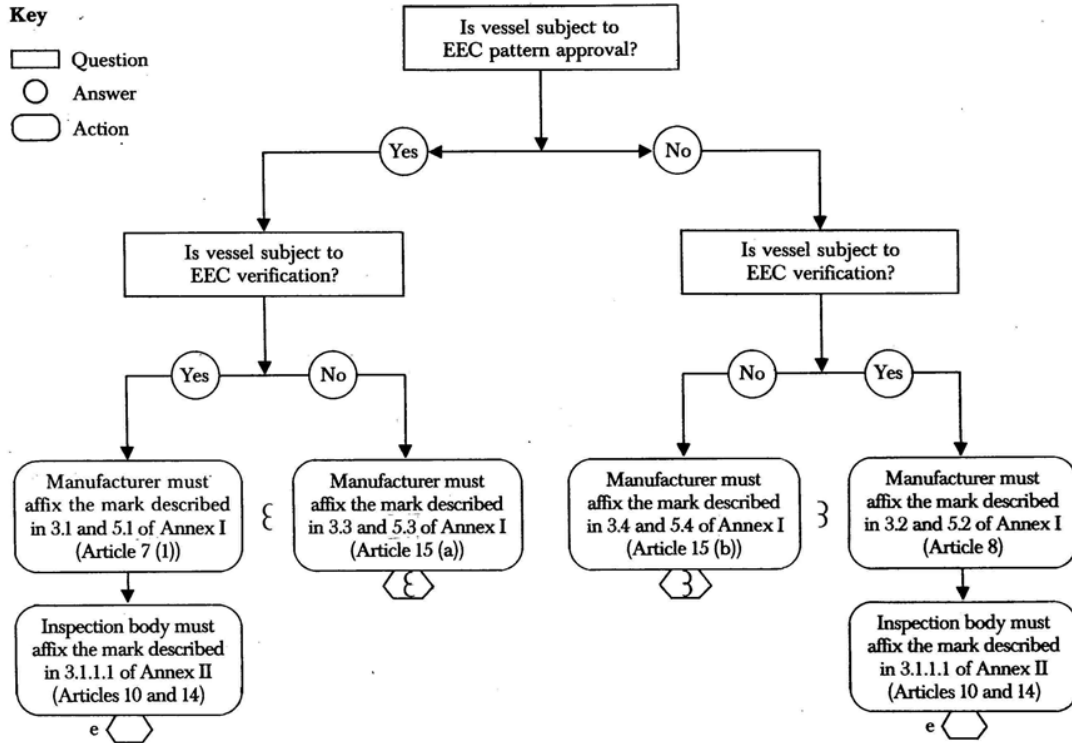 Key
Question
Answer
Action
Is vessel subject to
EEC pattern approval?
Yes
No
Is vessel subject to
EEC verification?
Is vessel subject to
EEC verification?
Yes
No
No
Yes
Manufacturer must
affix the mark described
in 3.1 and 5.1 of Annex I
(Article 7 (1))
Manufacturer must
affix the mark described
in 3.3 and 5.3 of Annex I
(Article 15 (a))
Manufacturer must
affix the mark described
in 3.4 and 5.4 of Annex I
(Article 15 (b))
Manufacturer must
affix the mark described
in 3.2 and 5.2 of Annex I
(Article 8)
Inspection body must
affix the mark described
in 3.1.1.1 of Annex II
(Articles 10 and 14)
e
Inspection body must
affix the mark described
in 3.1.1.1 of Annex II
(Articles 10 and 14)
e